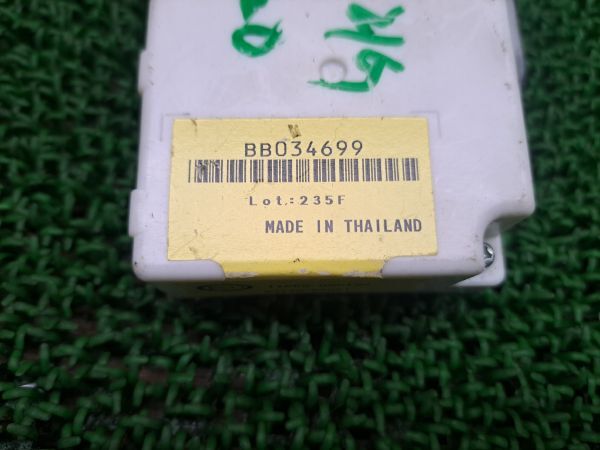 BB034699
Lot.:235F
MADE IN THAILAND